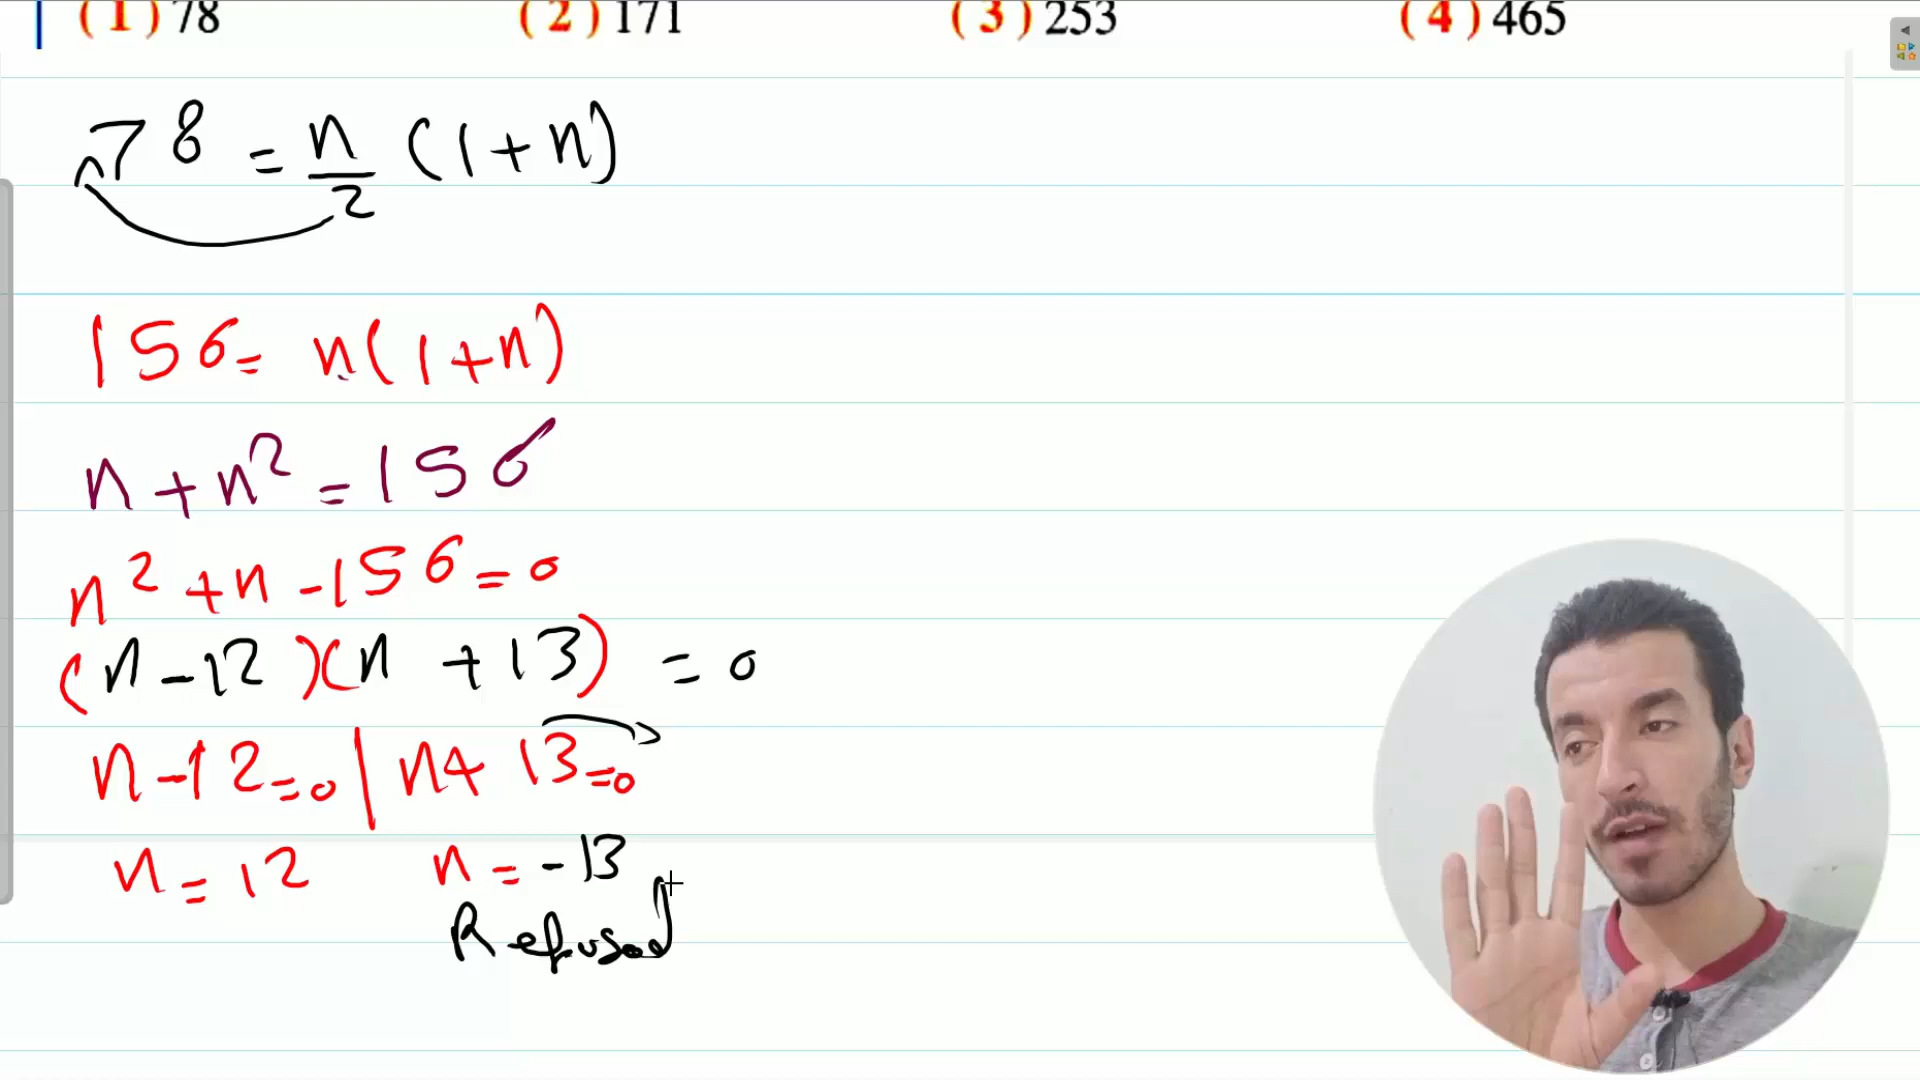 ( 1 ) 78 ( 2 ) 171 ( 3 ) 253 ( 4 ) 465
78 = n/2 (1+n)
156 = n(1+n)
n + n² = 156
n² + n - 156 = 0
(n - 12)(n + 13) = 0
n - 12 = 0 | n + 13 = 0
n = 12 n = -13
Refused